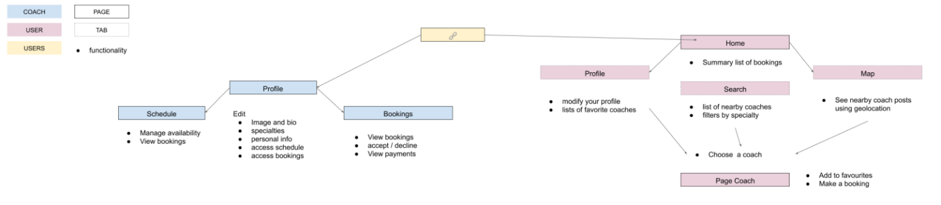 COACH
PAGE
USER
TAB
USERS
functionality
Home
Summary list of bookings
Profile
Map
Search
modify your profile
lists of favorite coaches
list of nearby coaches
filters by specialty
See nearby coach posts
using geolocation
Choose a coach
Page Coach
Add to favourites
Make a booking
Profile
Schedule
Edit
Bookings
Manage availability
View bookings
Image and bio
specialties
personal info
access schedule
access bookings
View bookings
accept / decline
View payments